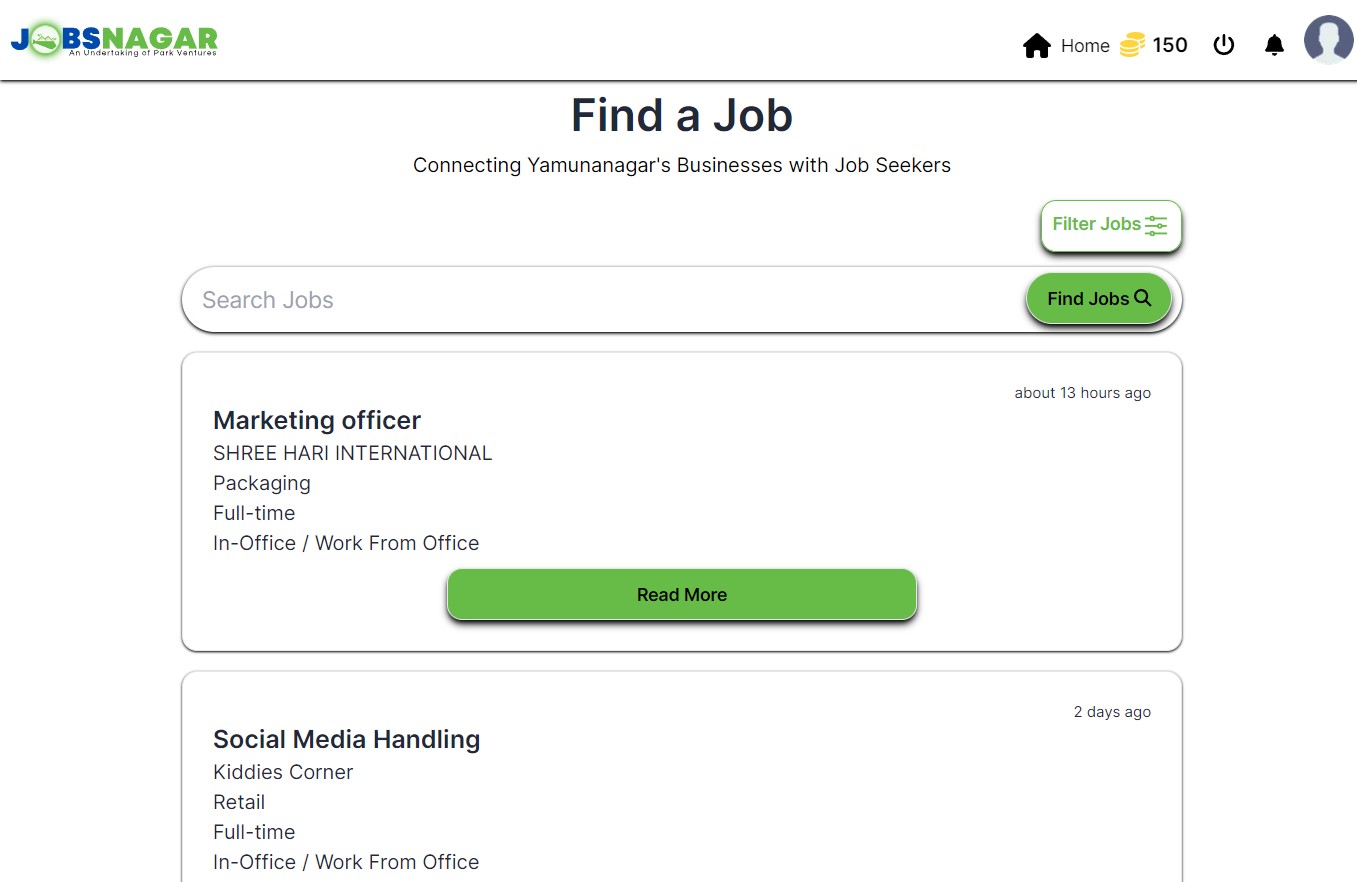 JOBSNAGAR
An Undertaking of Park Ventures
Home 150
Find a Job
Connecting Yamunanagar's Businesses with Job Seekers
Filter Jobs
Search Jobs
Find Jobs
about 13 hours ago
Marketing officer
SHREE HARI INTERNATIONAL
Packaging
Full-time
In-Office / Work From Office
Read More
2 days ago
Social Media Handling
Kiddies Corner
Retail
Full-time
In-Office / Work From Office